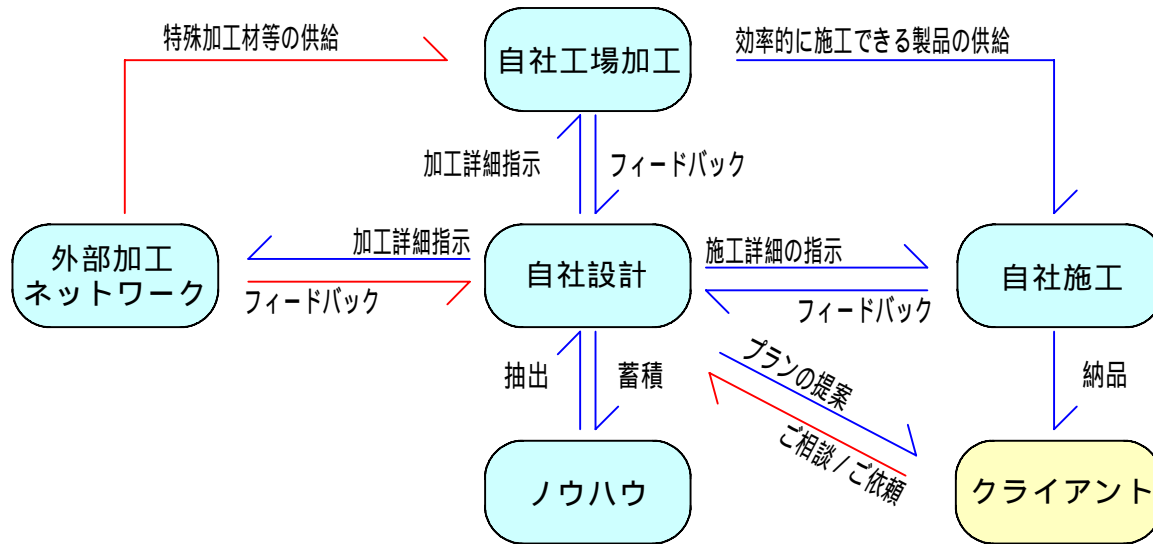 特殊加工材等の供給
自社工場加工
効率的に施工できる製品の供給
加工詳細指示
フィードバック
外部加工
ネットワーク
加工詳細指示
フィードバック
自社設計
施工詳細の指示
フィードバック
自社施工
抽出
蓄積
プランの提案
ご相談/ご依頼
納品
ノウハウ
クライアント